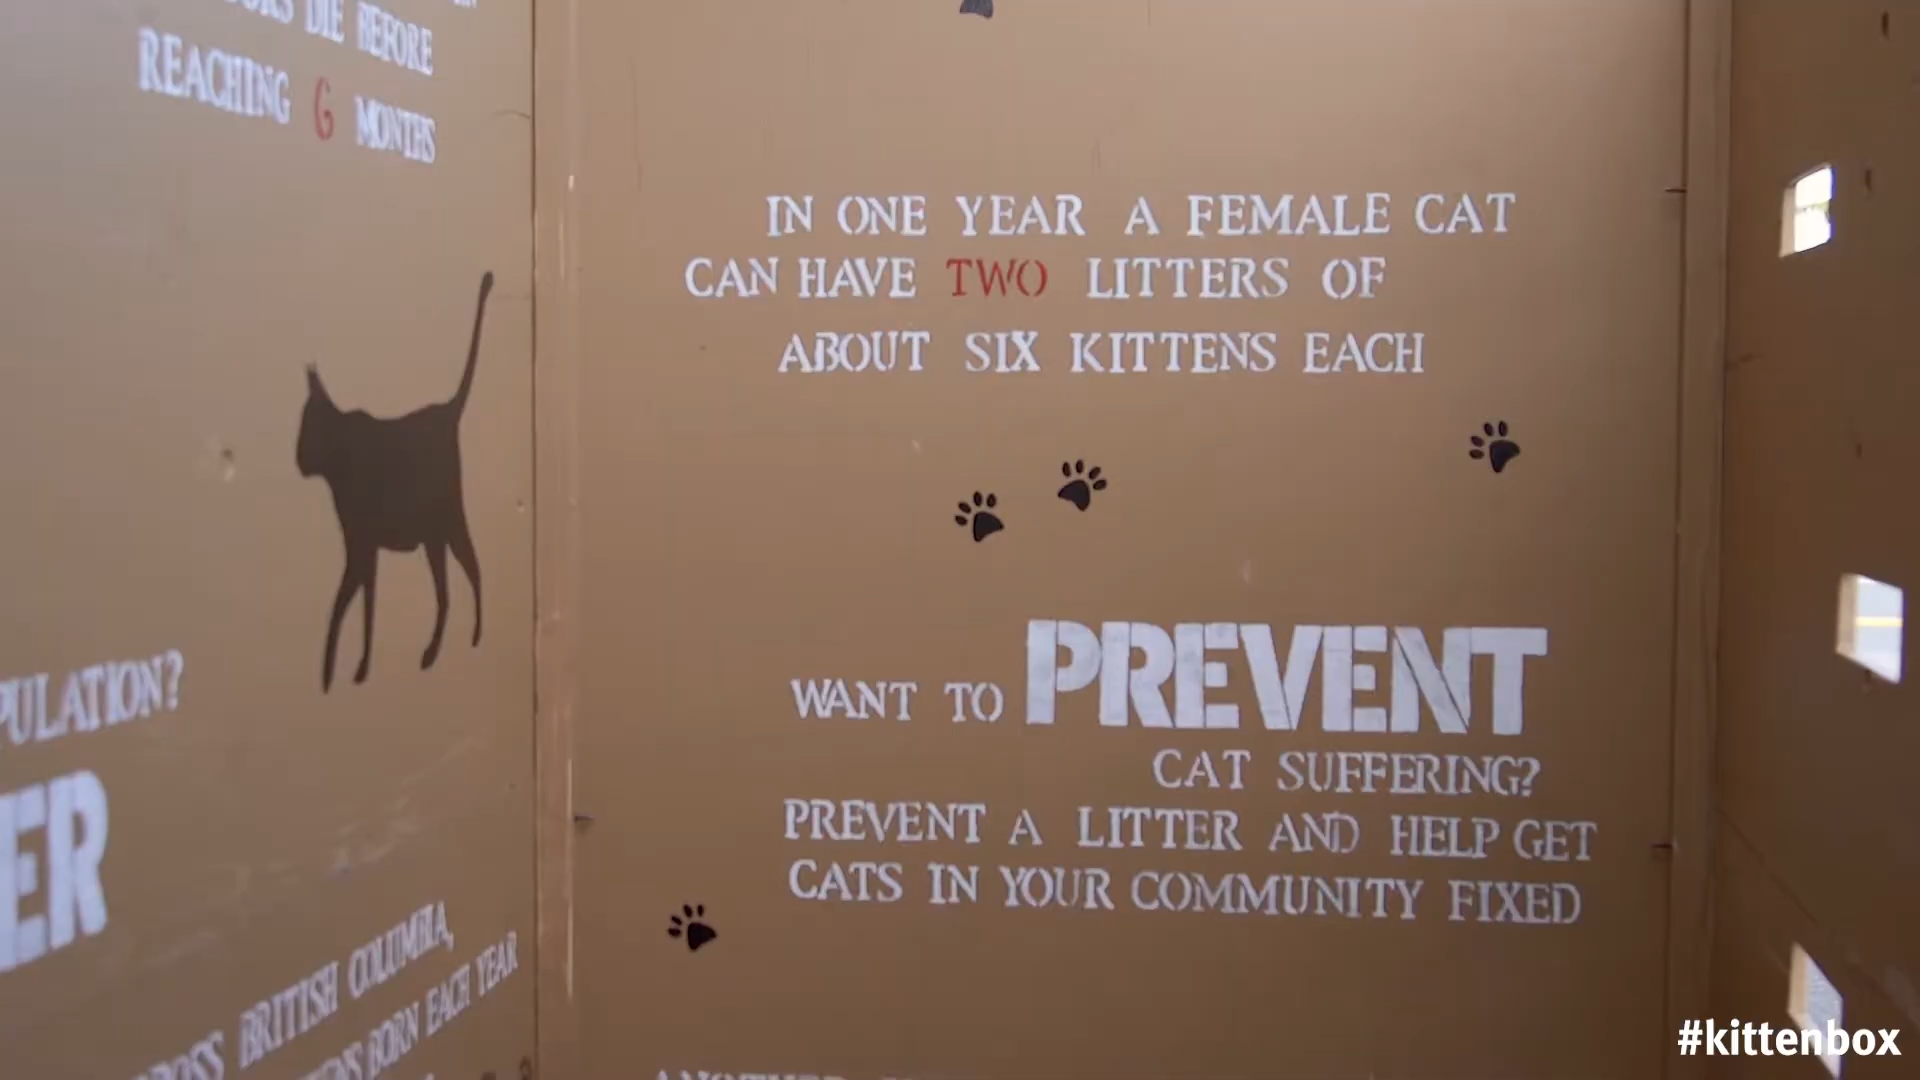 DIE BEFORE
REACHING 6 MONTHS
IN ONE YEAR A FEMALE CAT
CAN HAVE TWO LITTERS OF
ABOUT SIX KITTENS EACH
WANT TO PREVENT
CAT SUFFERING?
PREVENT A LITTER AND HELP GET
CATS IN YOUR COMMUNITY FIXED
PULATION?
ER
BRITISH COLUMBIA,
BORN EACH YEAR
#kittenbox